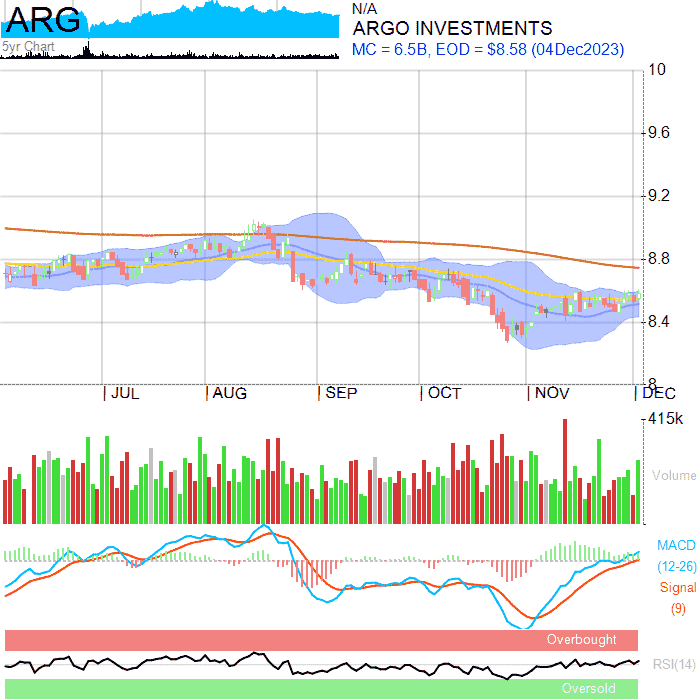 ARG
N/A
ARGO INVESTMENTS
5yr Chart
MC = 6.5B, EOD = $8.58 (04Dec2023)
10
9.6
9.2
8.8
8.4
8
JUL AUG SEP OCT NOV DEC
415k
Volume
MACD
(12-26)
Signal
(9)
Overbought
RSI(14)
Oversold